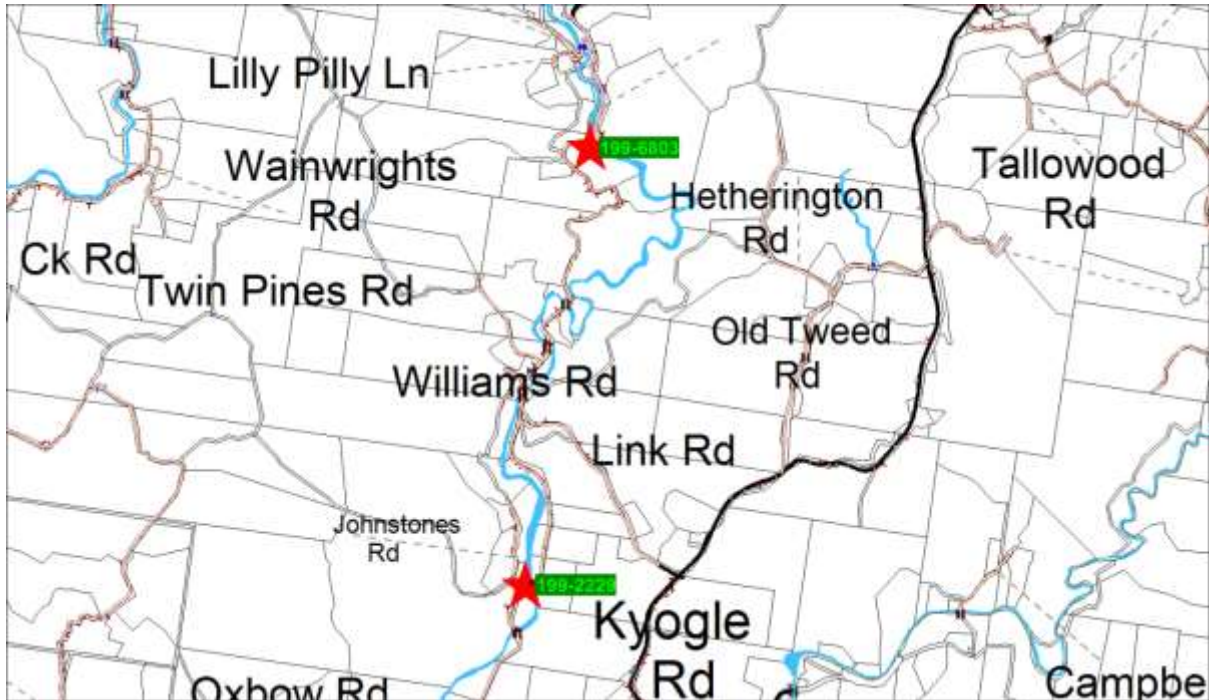 Lilly Pilly Ln
199-6803
Wainwrights
Rd
Hetherington
Rd
Tallowood
Rd
Ck Rd
Twin Pines Rd
Old Tweed
Rd
Williams Rd
Link Rd
Johnstones
Rd
199-2229
Kyogle
Rd
Oxbow Rd
Campbe